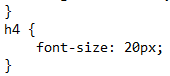 }
h4 {
    font-size: 20px;
}